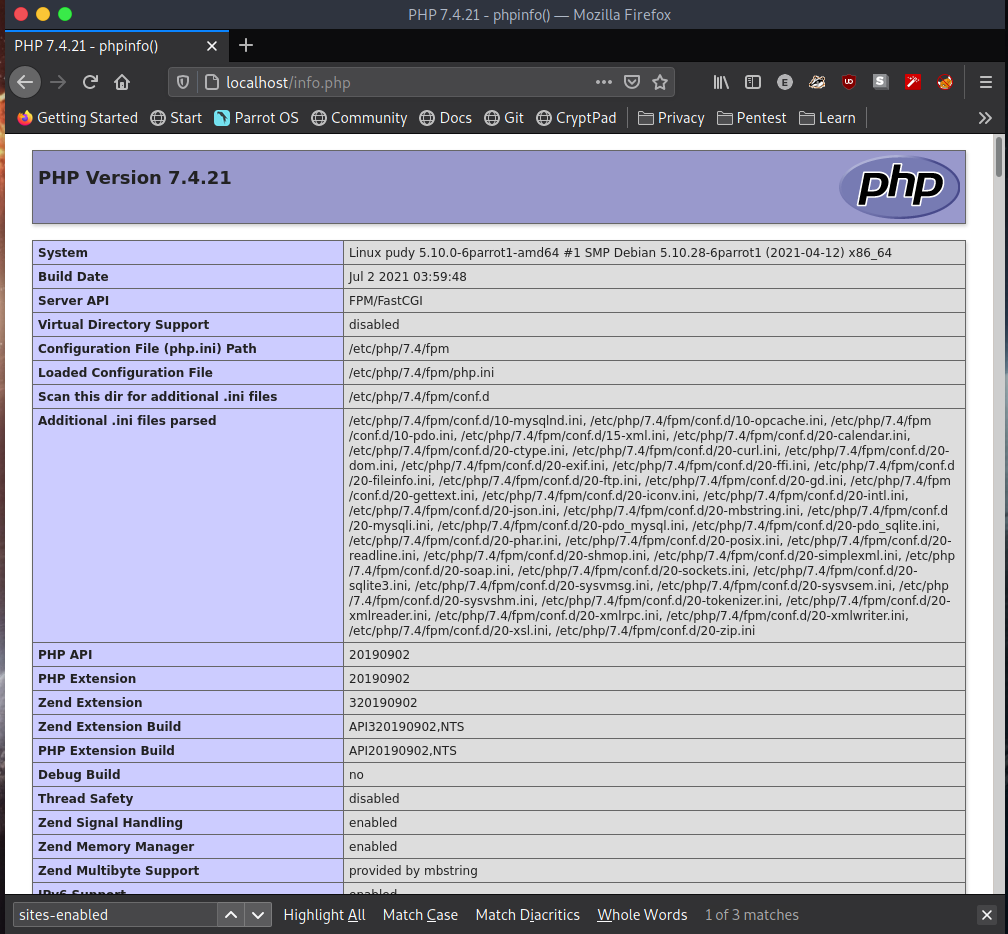 PHP 7.4.21 - phpinfo() — Mozilla Firefox
PHP 7.4.21 - phpinfo()
localhost/info.php
Getting Started Start Parrot OS Community Docs Git CryptPad Privacy Pentest Learn
PHP Version 7.4.21
php
System Linux pudy 5.10.0-6parrot1-amd64 #1 SMP Debian 5.10.28-6parrot1 (2021-04-12) x86_64
Build Date Jul 2 2021 03:59:48
Server API FPM/FastCGI
Virtual Directory Support disabled
Configuration File (php.ini) Path /etc/php/7.4/fpm
Loaded Configuration File /etc/php/7.4/fpm/php.ini
Scan this dir for additional .ini files /etc/php/7.4/fpm/conf.d
Additional .ini files parsed /etc/php/7.4/fpm/conf.d/10-mysqlnd.ini, /etc/php/7.4/fpm/conf.d/10-opcache.ini, /etc/php/7.4/fpm
/conf.d/10-pdo.ini, /etc/php/7.4/fpm/conf.d/15-xml.ini, /etc/php/7.4/fpm/conf.d/20-calendar.ini,
/etc/php/7.4/fpm/conf.d/20-ctype.ini, /etc/php/7.4/fpm/conf.d/20-curl.ini, /etc/php/7.4/fpm/conf.d/20-
dom.ini, /etc/php/7.4/fpm/conf.d/20-exif.ini, /etc/php/7.4/fpm/conf.d/20-ffi.ini, /etc/php/7.4/fpm/conf.d
/20-fileinfo.ini, /etc/php/7.4/fpm/conf.d/20-ftp.ini, /etc/php/7.4/fpm/conf.d/20-gd.ini, /etc/php/7.4/fpm
/conf.d/20-gettext.ini, /etc/php/7.4/fpm/conf.d/20-iconv.ini, /etc/php/7.4/fpm/conf.d/20-intl.ini,
/etc/php/7.4/fpm/conf.d/20-json.ini, /etc/php/7.4/fpm/conf.d/20-mbstring.ini, /etc/php/7.4/fpm/conf.d
/20-mysqli.ini, /etc/php/7.4/fpm/conf.d/20-pdo_mysql.ini, /etc/php/7.4/fpm/conf.d/20-pdo_sqlite.ini,
/etc/php/7.4/fpm/conf.d/20-phar.ini, /etc/php/7.4/fpm/conf.d/20-posix.ini, /etc/php/7.4/fpm/conf.d/20-
readline.ini, /etc/php/7.4/fpm/conf.d/20-shmop.ini, /etc/php/7.4/fpm/conf.d/20-simplexml.ini, /etc/php
/7.4/fpm/conf.d/20-soap.ini, /etc/php/7.4/fpm/conf.d/20-sockets.ini, /etc/php/7.4/fpm/conf.d/20-
sqlite3.ini, /etc/php/7.4/fpm/conf.d/20-sysvmsg.ini, /etc/php/7.4/fpm/conf.d/20-sysvsem.ini, /etc/php
/7.4/fpm/conf.d/20-sysvshm.ini, /etc/php/7.4/fpm/conf.d/20-tokenizer.ini, /etc/php/7.4/fpm/conf.d/20-
xmlreader.ini, /etc/php/7.4/fpm/conf.d/20-xmlrpc.ini, /etc/php/7.4/fpm/conf.d/20-xmlwriter.ini,
/etc/php/7.4/fpm/conf.d/20-xsl.ini, /etc/php/7.4/fpm/conf.d/20-zip.ini
PHP API 20190902
PHP Extension 20190902
Zend Extension 320190902
Zend Extension Build API320190902,NTS
PHP Extension Build API20190902,NTS
Debug Build no
Thread Safety disabled
Zend Signal Handling enabled
Zend Memory Manager enabled
Zend Multibyte Support provided by mbstring
IPv6 Support enabled
sites-enabled Highlight All Match Case Match Diacritics Whole Words 1 of 3 matches